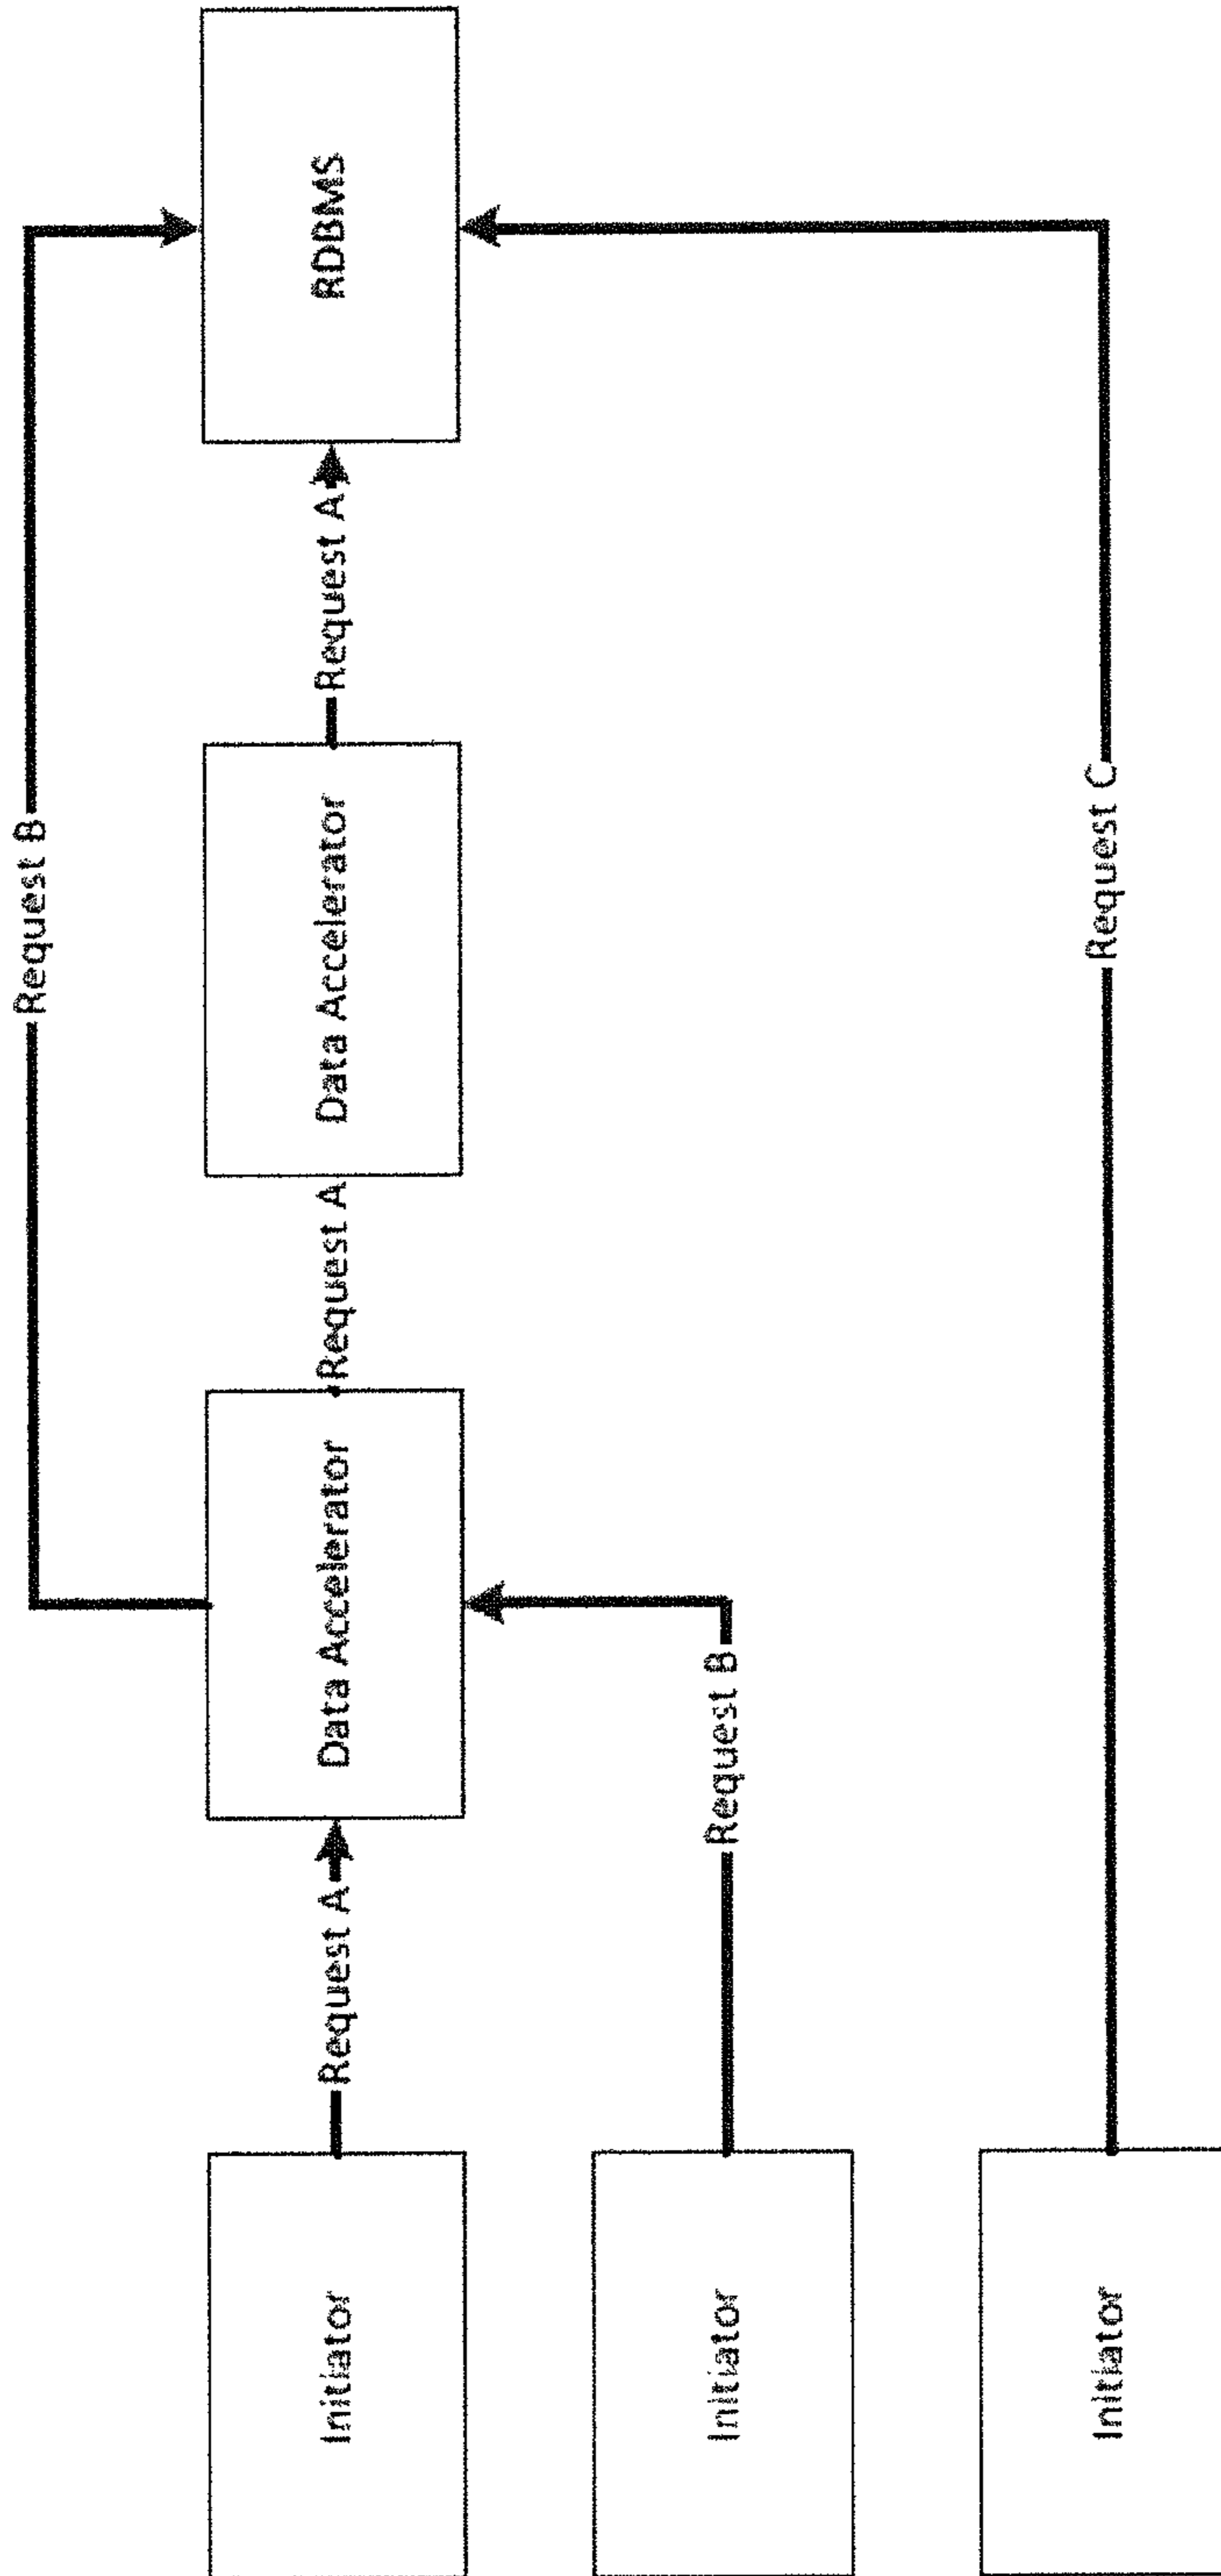 Request B
Initiator
Request A
Data Accelerator
Request A
Data Accelerator
Request A
RDBMS
Initiator
Request B
Initiator
Request C